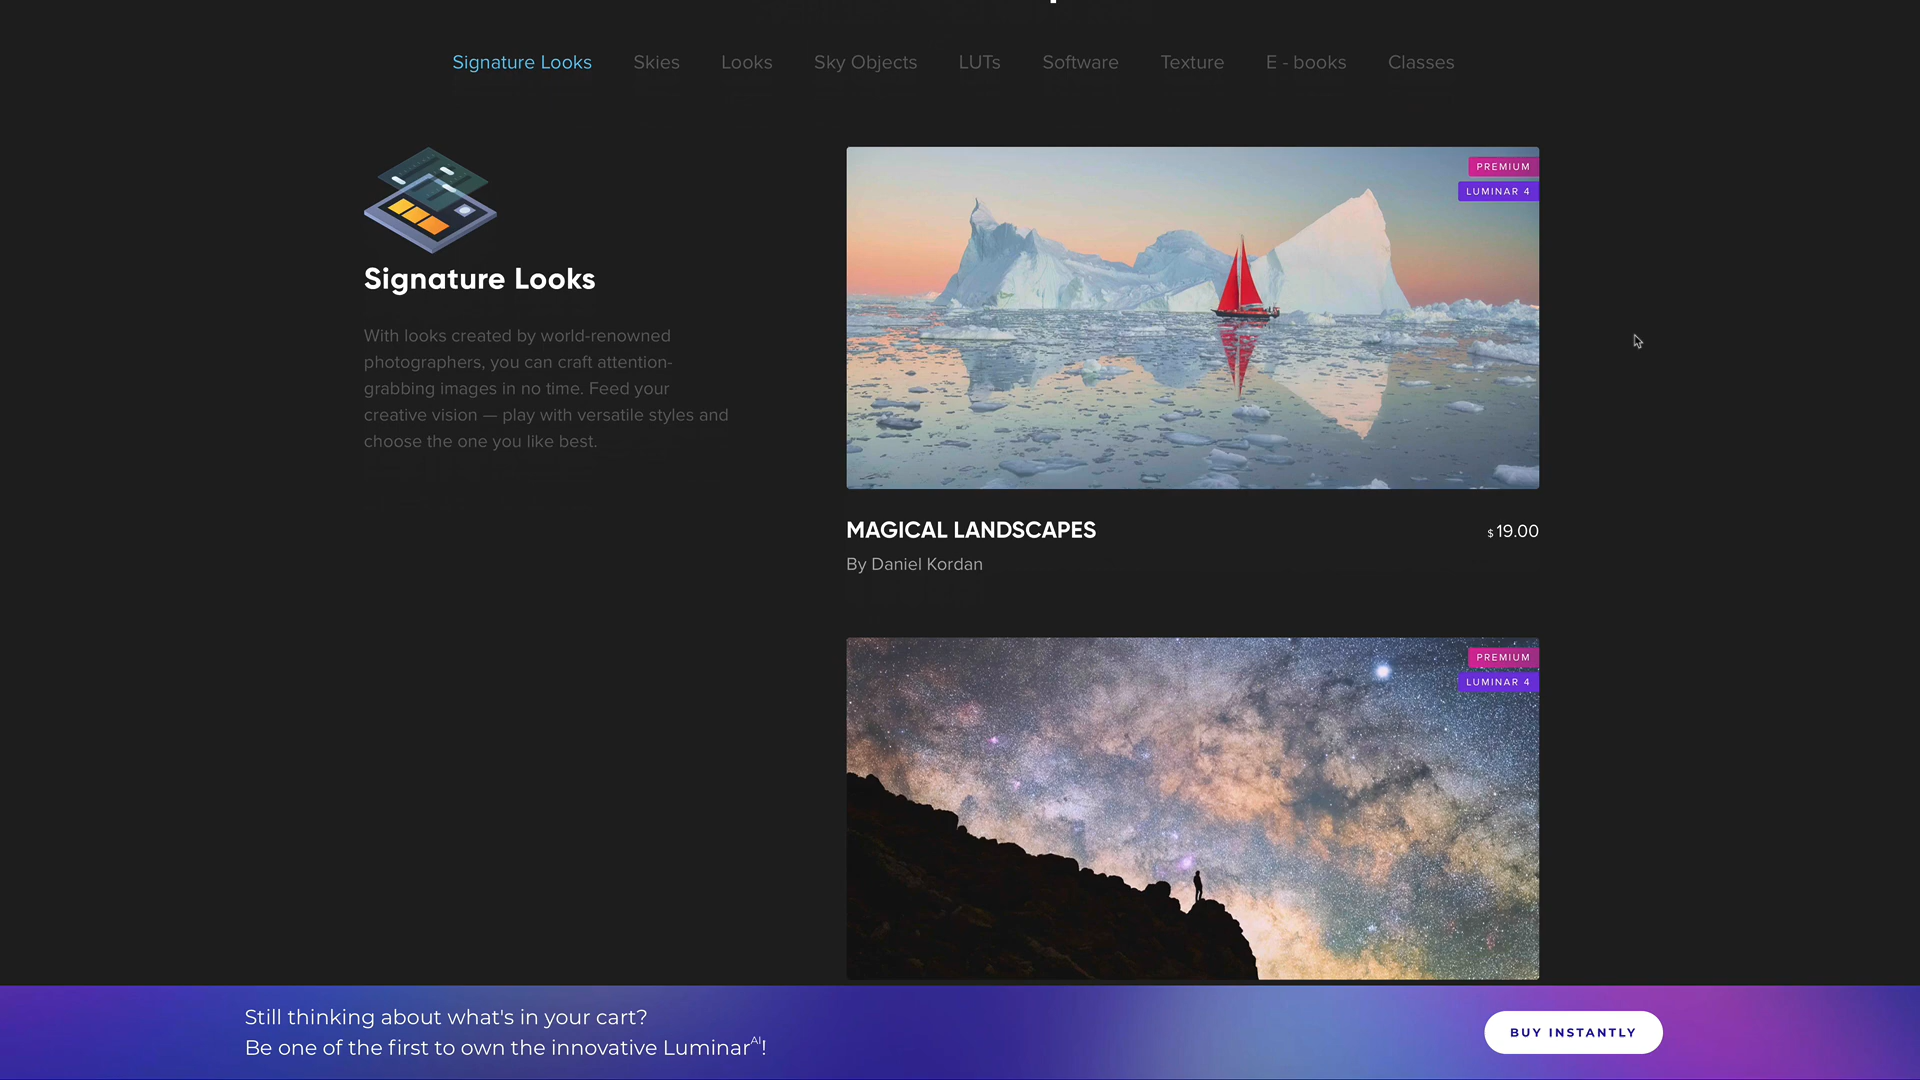 Signature Looks Skies Looks Sky Objects LUTs Software Texture E - books Classes
Signature Looks
With looks created by world-renowned
photographers, you can craft attention-
grabbing images in no time. Feed your
creative vision — play with versatile styles and
choose the one you like best.
PREMIUM
LUMINAR 4
MAGICAL LANDSCAPES
$19.00
By Daniel Kordan
PREMIUM
LUMINAR 4
Still thinking about what's in your cart?
Be one of the first to own the innovative LuminarAI!
BUY INSTANTLY